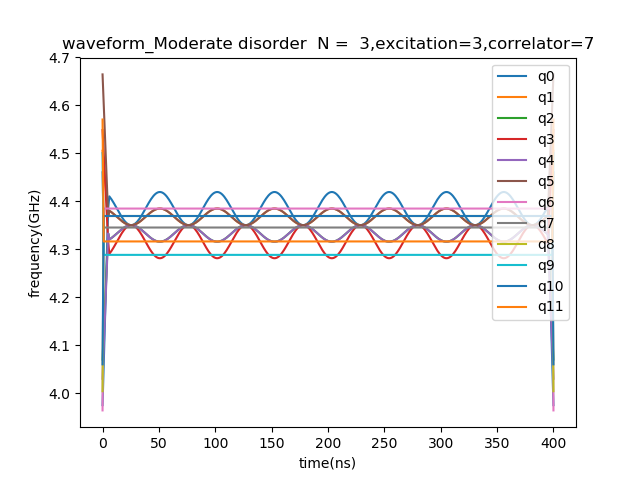 waveform_Moderate disorder  N =  3,excitation=3,correlator=7
frequency(GHz)
4.7
4.6
4.5
4.4
4.3
4.2
4.1
4.0
q0
q1
q2
q3
q4
q5
q6
q7
q8
q9
q10
q11
0
50
100
150
200
250
300
350
400
time(ns)